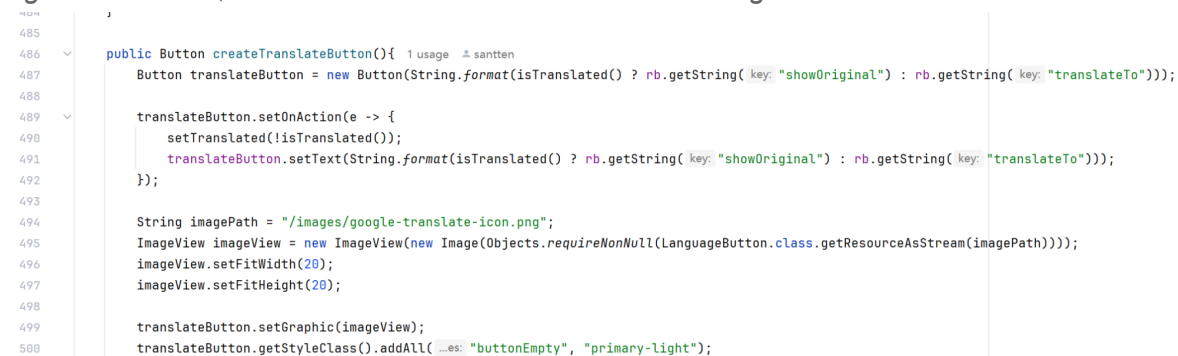 485
486 public Button createTranslateButton(){ 1 usage santten
487 Button translateButton = new Button(String.format(isTranslated() ? rb.getString( key: "showOriginal") : rb.getString( key: "translateTo")));
488
489 translateButton.setOnAction(e -> {
490 setTranslated(!isTranslated());
491 translateButton.setText(String.format(isTranslated() ? rb.getString( key: "showOriginal") : rb.getString( key: "translateTo")));
492 });
493
494 String imagePath = "/images/google-translate-icon.png";
495 ImageView imageView = new ImageView(new Image(Objects.requireNonNull(LanguageButton.class.getResourceAsStream(imagePath))));
496 imageView.setFitWidth(20);
497 imageView.setFitHeight(20);
498
499 translateButton.setGraphic(imageView);
500 translateButton.getStyleClass().addAll( ...es: "buttonEmpty", "primary-light");